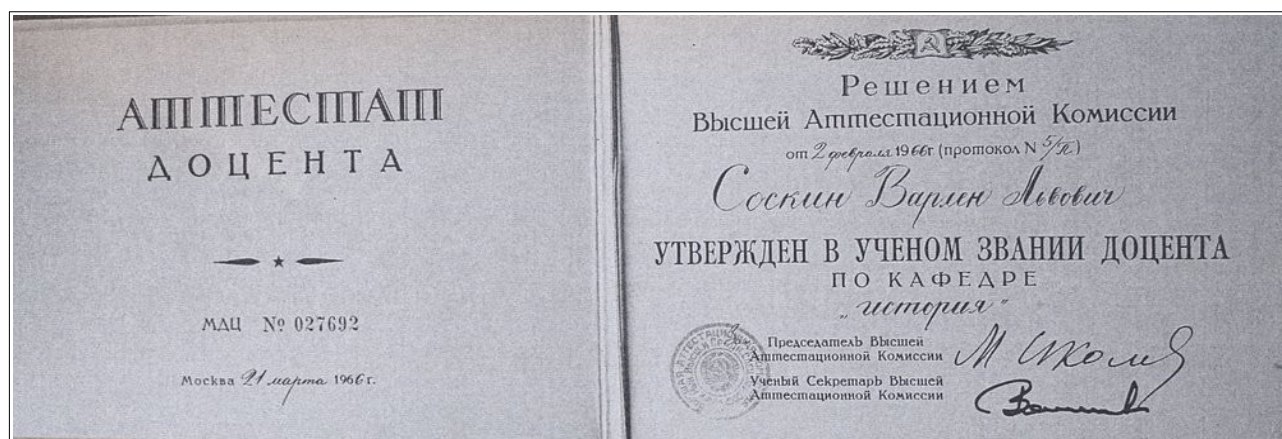 АТТЕСТАТ
ДОЦЕНТА
МДЦ № 027692
Москва 21 марта 1966 г.
Решением
Высшей Аттестационной Комиссии
от 2 февраля 1966 г. (протокол N 5/п)
Соскин Варлен Львович
УТВЕРЖДЕН В УЧЕНОМ ЗВАНИИ ДОЦЕНТА
ПО КАФЕДРЕ
„история"
Председатель Высшей
Аттестационной Комиссии
Ученый Секретарь Высшей
Аттестационной Комиссии